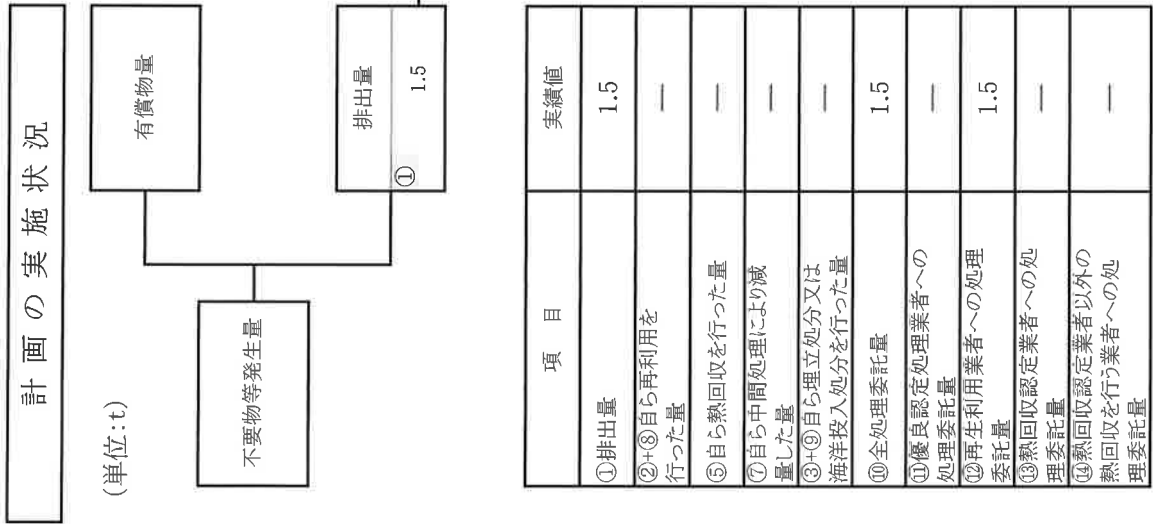 計画の実施状況
(単位:t)
不要物等発生量
有償物量
排出量
①
1.5
項　目
実績値
①排出量
1.5
②+⑧自ら再利用を
行った量
—
⑤自ら熱回収を行った量
—
⑦自ら中間処理により減
量した量
—
③+⑨自ら埋立処分又は
海洋投入処分を行った量
—
⑩全処理委託量
1.5
⑪優良認定処理業者への
処理委託量
—
⑫再生利用業者への処理
委託量
1.5
⑬熱回収認定業者への処
理委託量
—
⑭熱回収認定業者以外の
熱回収を行う業者への処
理委託量
—